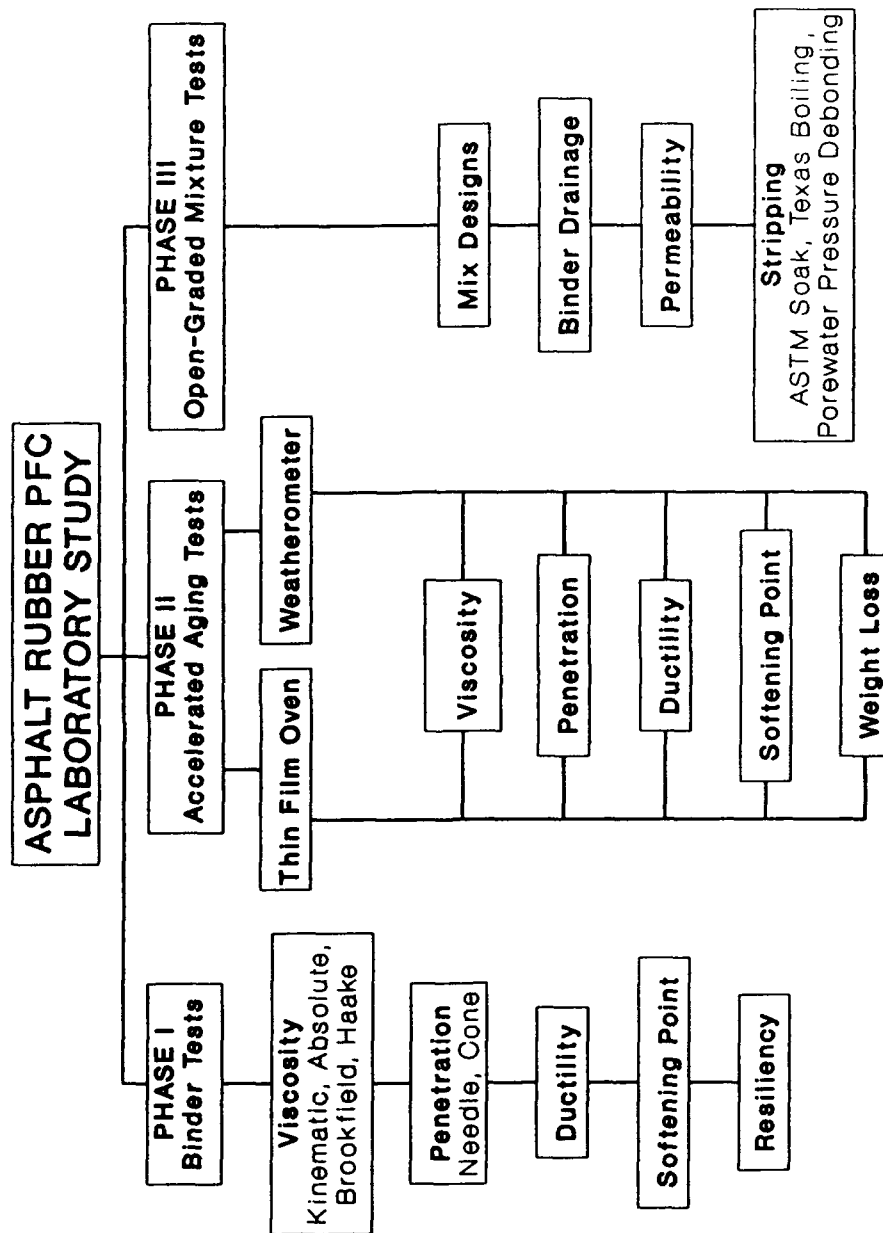 ASPHALT RUBBER PFC
LABORATORY STUDY
PHASE I
Binder Tests
Viscosity
Kinematic, Absolute,
Brookfield, Haake
Penetration
Needle, Cone
Ductility
Softening Point
Resiliency
PHASE II
Accelerated Aging Tests
Thin Film Oven
Weatherometer
Viscosity
Penetration
Ductility
Softening Point
Weight Loss
PHASE III
Open-Graded Mixture Tests
Mix Designs
Binder Drainage
Permeability
Stripping
ASTM Soak, Texas Boiling,
Porewater Pressure Debonding